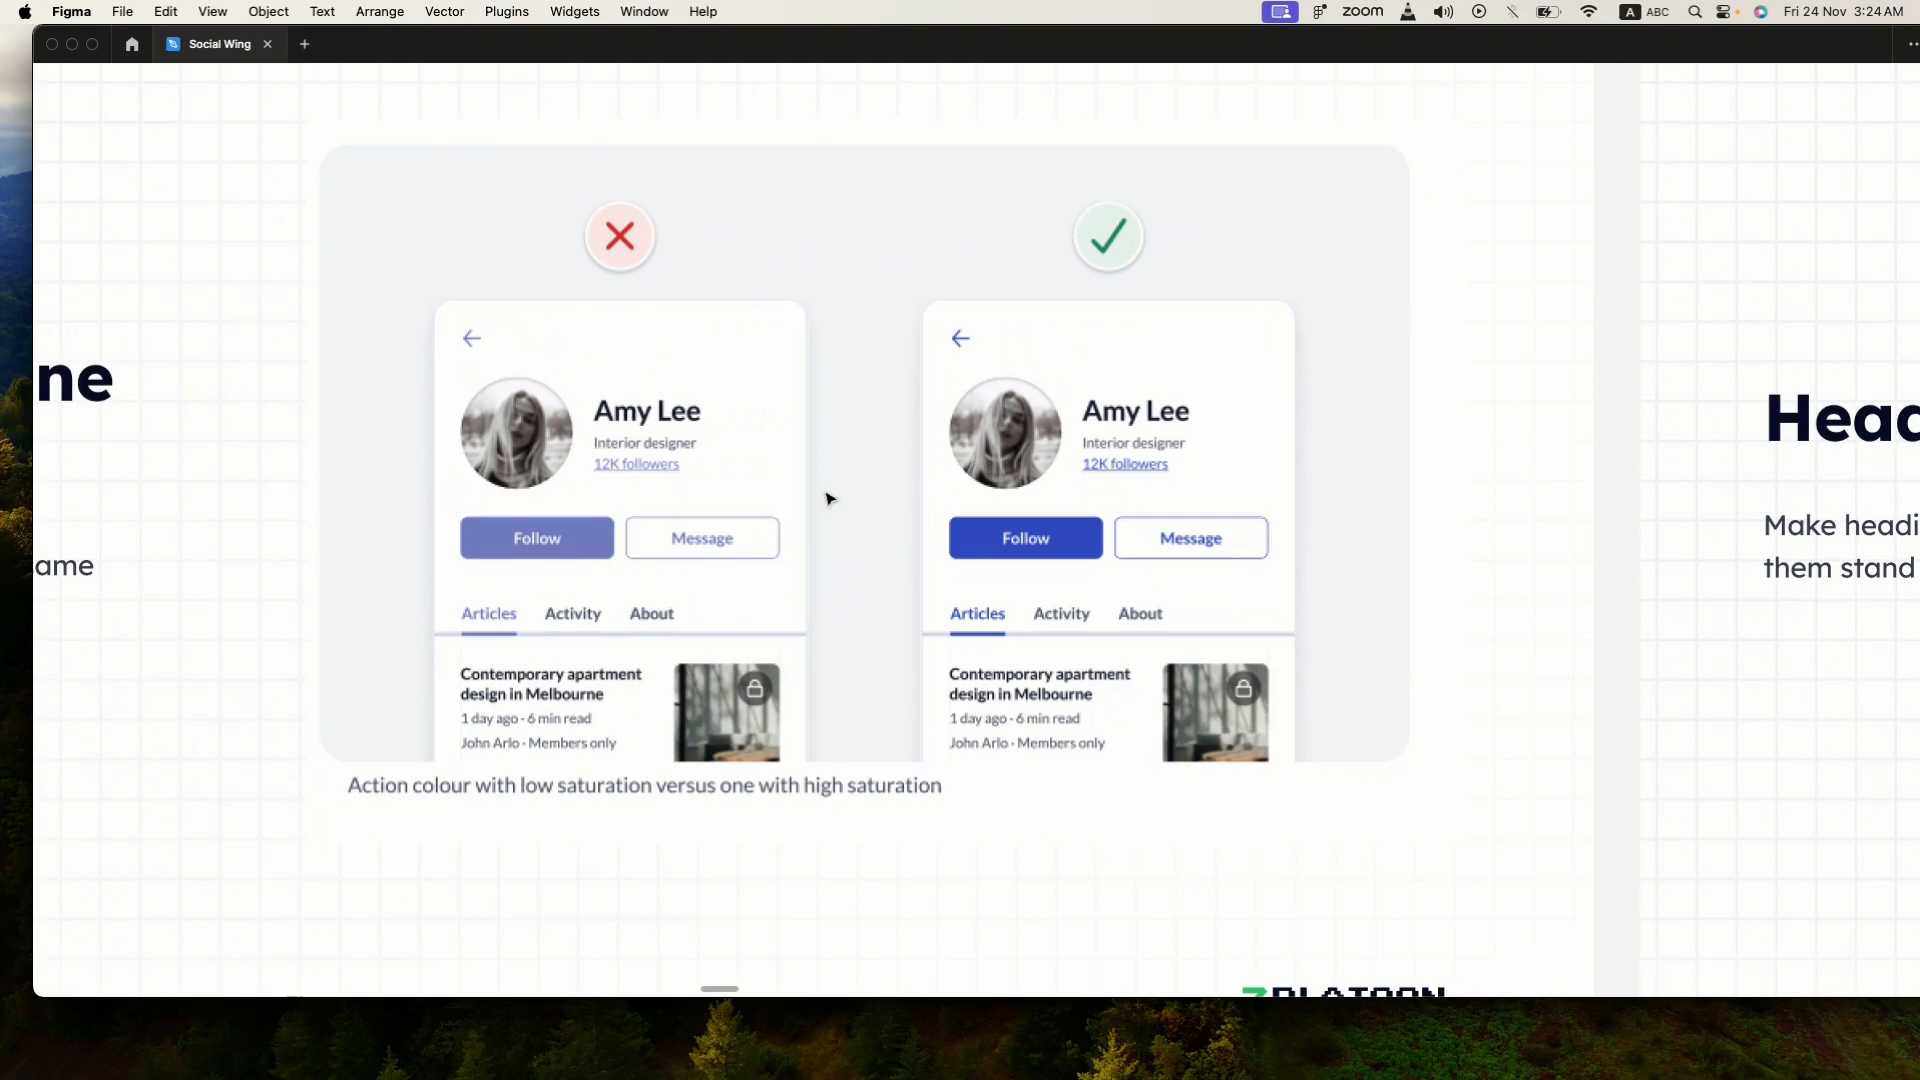 Figma File Edit View Object Text Arrange Vector Plugins Widgets Window Help
zoom A ABC Fri 24 Nov 3:24 AM
Social Wing
ne
ame
Amy Lee
Interior designer
12K followers
Follow Message
Articles Activity About
Contemporary apartment
design in Melbourne
1 day ago - 6 min read
John Arlo - Members only
Amy Lee
Interior designer
12K followers
Follow Message
Articles Activity About
Contemporary apartment
design in Melbourne
1 day ago - 6 min read
John Arlo - Members only
Action colour with low saturation versus one with high saturation
Head
Make headi
them stand